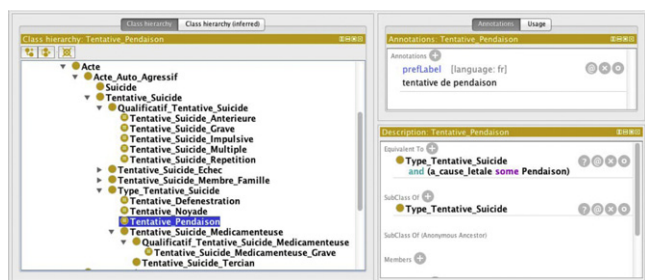 Class hierarchy
Class hierarchy (inferred)
Class hierarchy: Tentative_Pendaison
Acte
Acte_Auto_Agressif
Suicide
Tentative_Suicide
Qualificatif_Tentative_Suicide
Tentative_Suicide_Anterieure
Tentative_Suicide_Grave
Tentative_Suicide_Impulsive
Tentative_Suicide_Multiple
Tentative_Suicide_Repetition
Tentative_Suicide_Echec
Tentative_Suicide_Membre_Famille
Type_Tentative_Suicide
Tentative_Defenestration
Tentative_Noyade
Tentative_Pendaison
Tentative_Suicide_Medicamenteuse
Qualificatif_Tentative_Suicide_Medicamenteuse
Tentative_Suicide_Medicamenteuse_Grave
Tentative_Suicide_Tercian
Annotations
Usage
Annotations: Tentative_Pendaison
Annotations
prefLabel [language: fr]
tentative de pendaison
Description: Tentative_Pendaison
Equivalent To
Type_Tentative_Suicide
and (a_cause_letale some Pendaison)
SubClass Of
Type_Tentative_Suicide
SubClass Of (Anonymous Ancestor)
Members